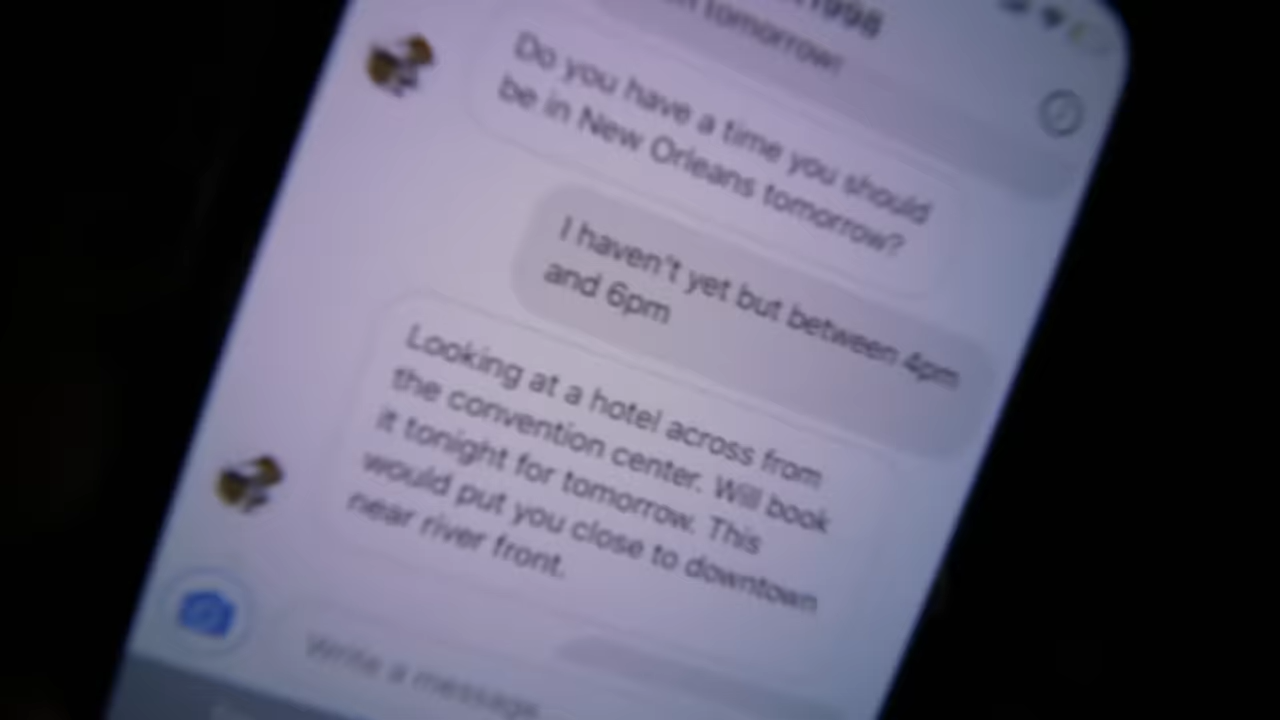 1998
tomorrow!
Do you have a time you should
be in New Orleans tomorrow?
I haven't yet but between 4pm
and 6pm
Looking at a hotel across from
the convention center. Will book
it tonight for tomorrow. This
would put you close to downtown
near river front.
Write a message